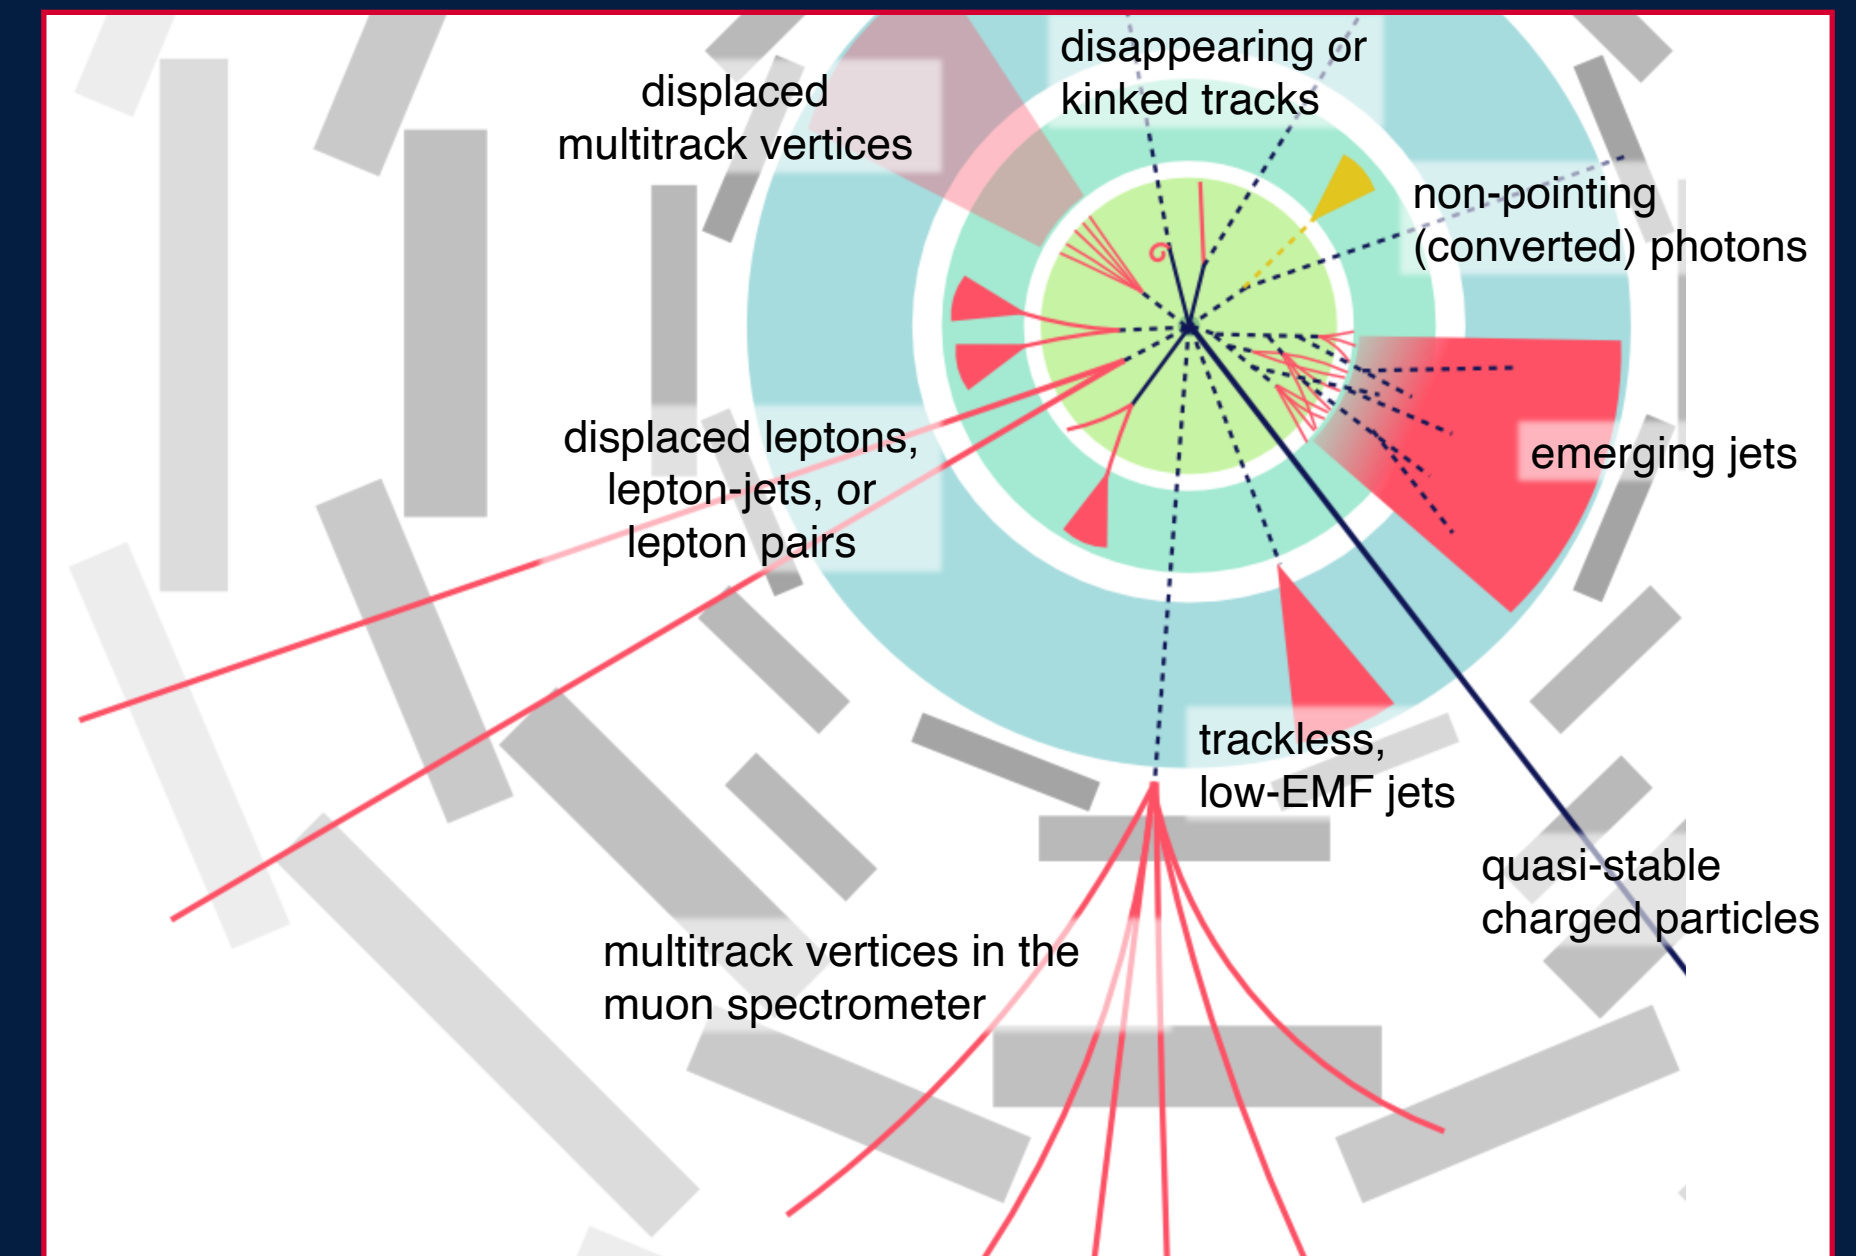 disappearing or
kinked tracks
displaced
multitrack vertices
non-pointing
(converted) photons
displaced leptons,
lepton-jets, or
lepton pairs
emerging jets
trackless,
low-EMF jets
quasi-stable
charged particles
multitrack vertices in the
muon spectrometer